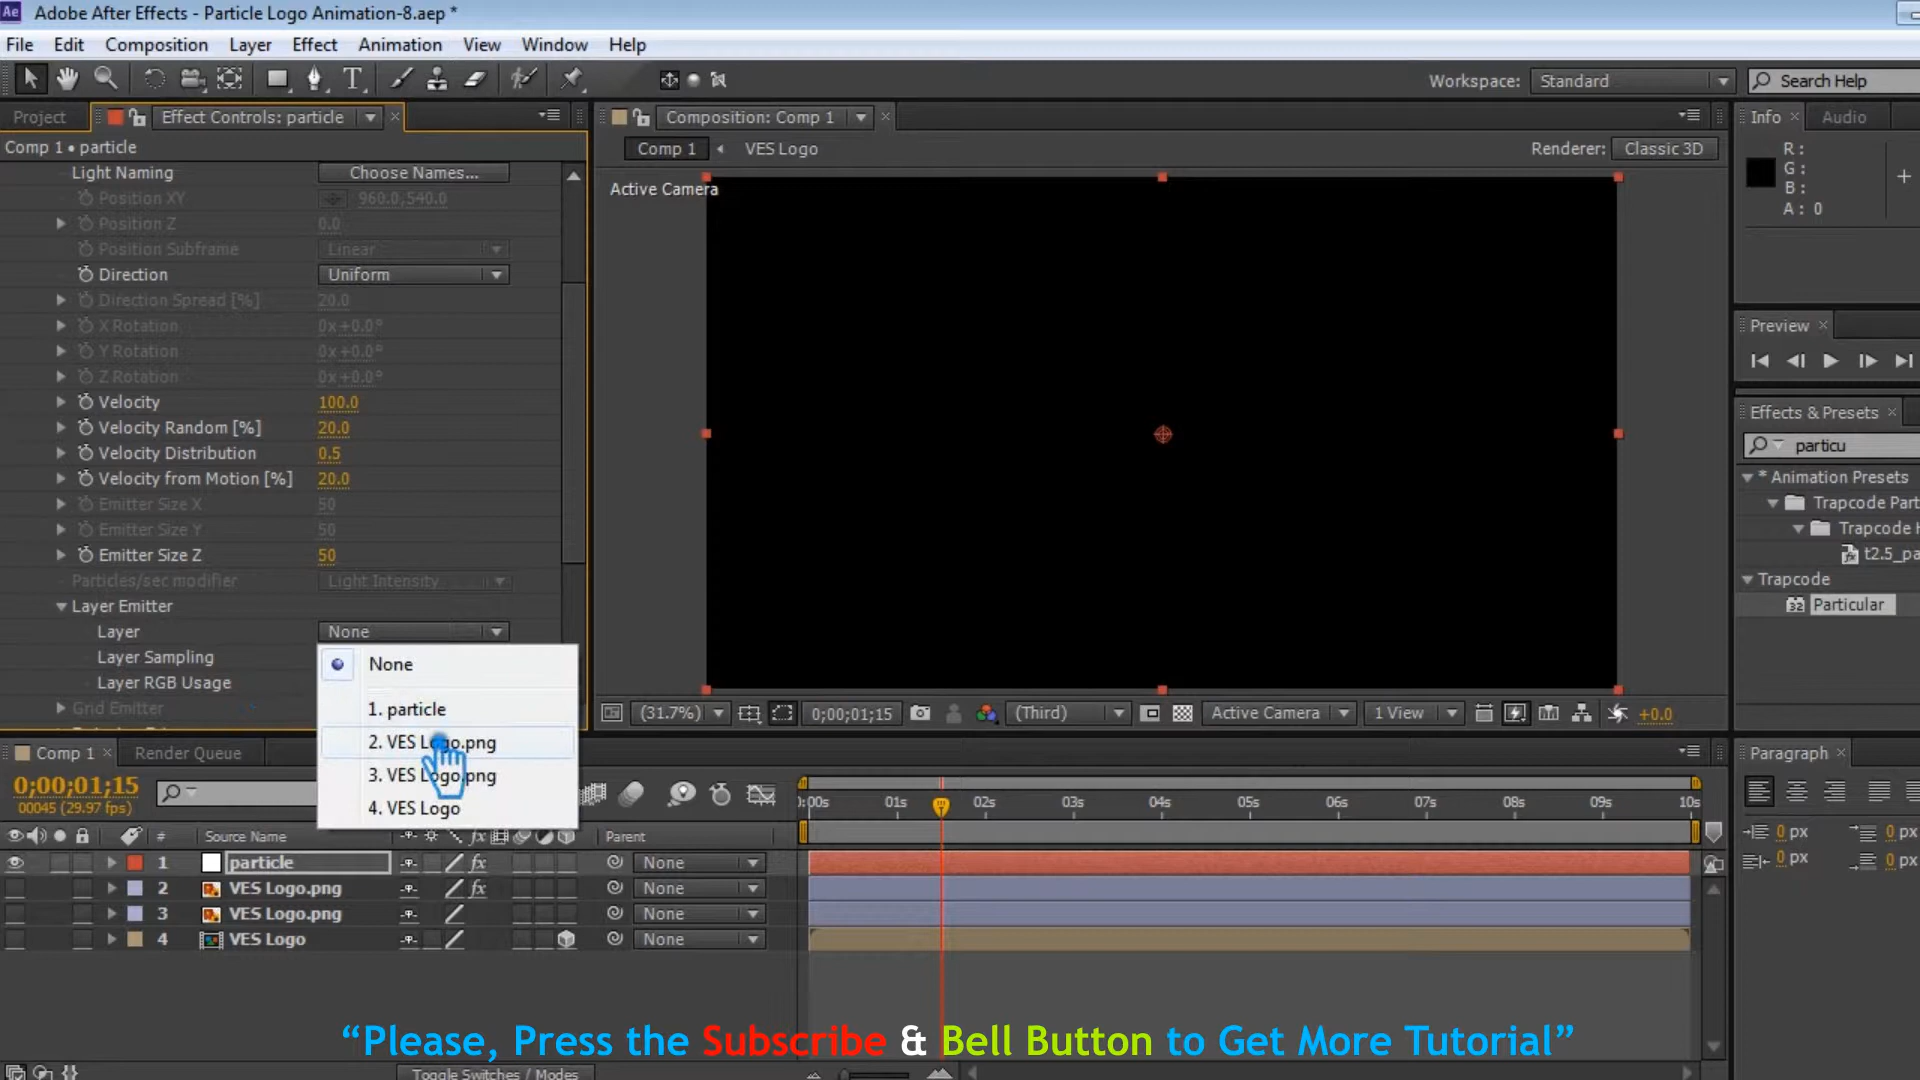 Adobe After Effects - Particle Logo Animation-8.aep *
File Edit Composition Layer Effect Animation View Window Help
Workspace: Standard Search Help
Project Effect Controls: particle
Composition: Comp 1
Info Audio
Comp 1 • particle
Comp 1 VES Logo
Renderer: Classic 3D
R :
G :
B :
A : 0
+
Active Camera
Light Naming Choose Names...
Position XY 960.0,540.0
Position Z 0.0
Position Subframe Linear
Direction Uniform
Direction Spread [%] 20.0
X Rotation 0x+0.0°
Y Rotation 0x+0.0°
Z Rotation 0x+0.0°
Velocity 100.0
Velocity Random [%] 20.0
Velocity Distribution 0.5
Velocity from Motion [%] 20.0
Emitter Size X 50
Emitter Size Y 50
Emitter Size Z 50
Particles/sec modifier Light Intensity
Layer Emitter
Layer None
Layer Sampling
Layer RGB Usage
Grid Emitter
None
1. particle
2. VES Logo.png
3. VES Logo.png
4. VES Logo
Preview
Effects & Presets
particu
* Animation Presets
Trapcode Part
Trapcode H
t2.5_pa
Trapcode
32 Particular
(31.7%) 0;00;01;15 (Third) Active Camera 1 View +0.0
Comp 1 Render Queue
Paragraph
0;00;01;15
00045 (29.97 fps)
:00s 01s 02s 03s 04s 05s 06s 07s 08s 09s 10s
# Source Name fx Parent
1 particle fx None
2 VES Logo.png fx None
3 VES Logo.png None
4 VES Logo None
0 px 0 px
0 px 0 px
“Please, Press the Subscribe & Bell Button to Get More Tutorial”
Toggle Switches / Modes